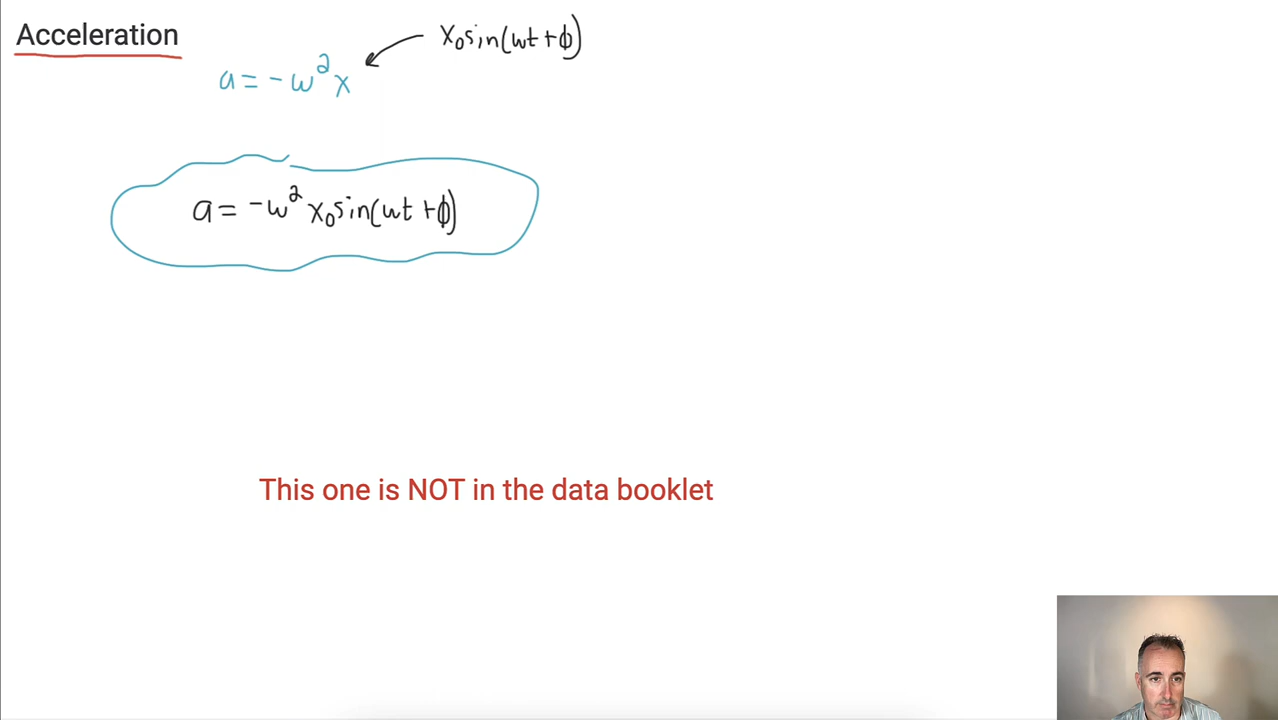 Acceleration
x₀sin(ωt+ϕ)
a = -ω²x
a = -ω²x₀sin(ωt+ϕ)
This one is NOT in the data booklet